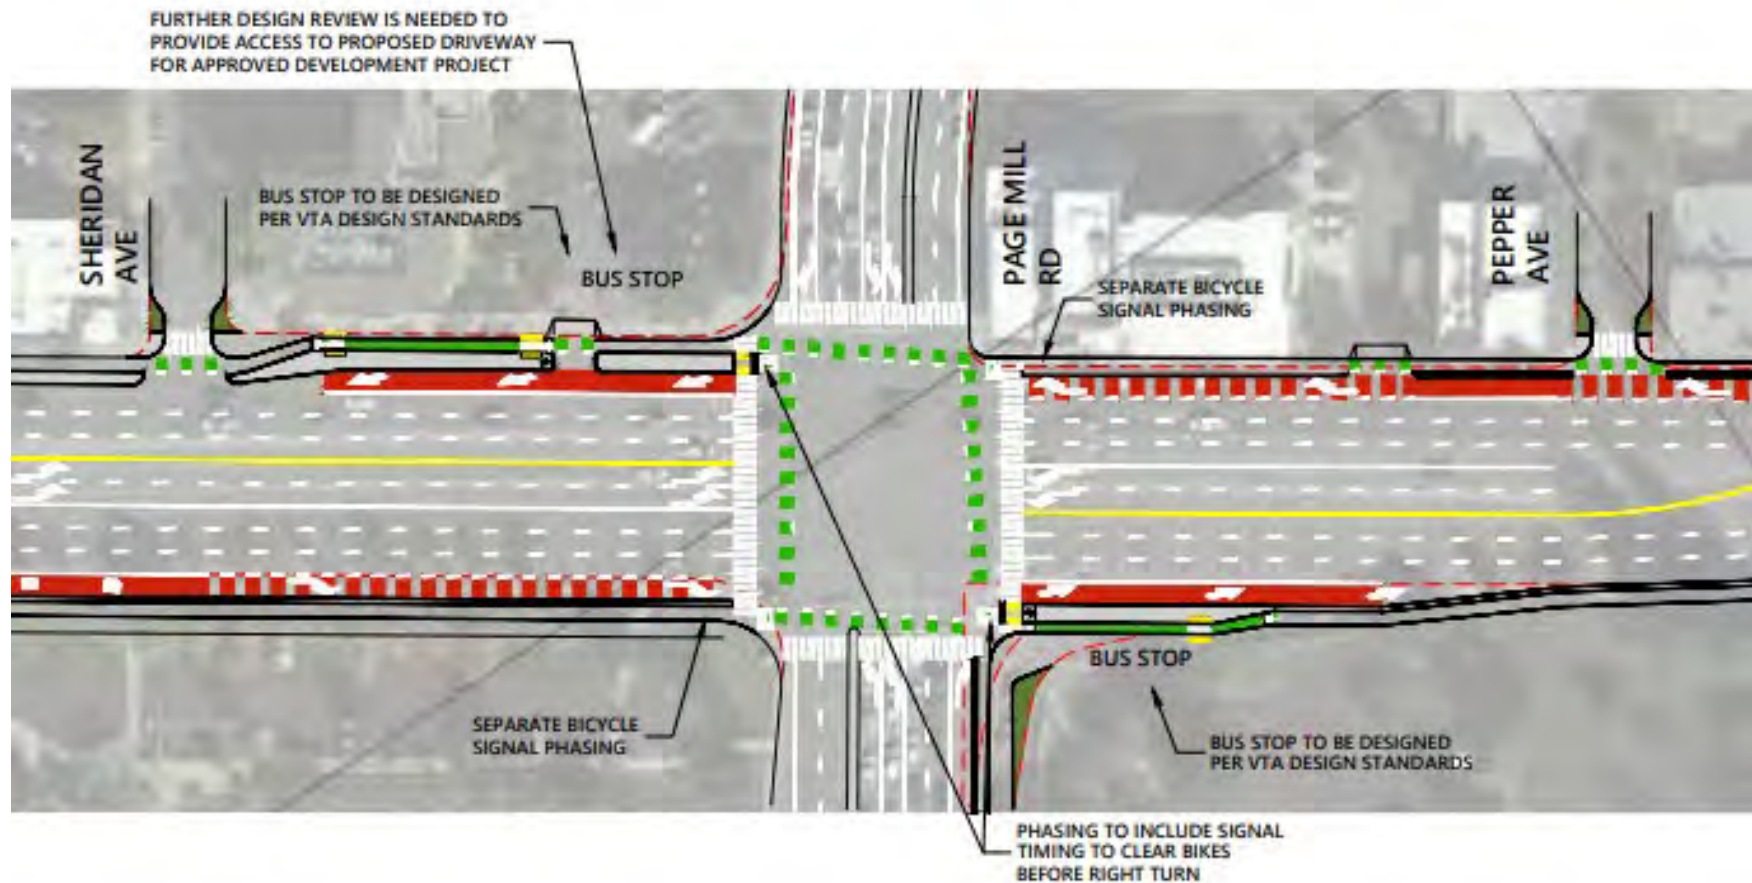 FURTHER DESIGN REVIEW IS NEEDED TO
PROVIDE ACCESS TO PROPOSED DRIVEWAY
FOR APPROVED DEVELOPMENT PROJECT
SHERIDAN
AVE
BUS STOP TO BE DESIGNED
PER VTA DESIGN STANDARDS
BUS STOP
PAGE MILL
RD
SEPARATE BICYCLE
SIGNAL PHASING
PEPPER
AVE
SEPARATE BICYCLE
SIGNAL PHASING
BUS STOP
BUS STOP TO BE DESIGNED
PER VTA DESIGN STANDARDS
PHASING TO INCLUDE SIGNAL
TIMING TO CLEAR BIKES
BEFORE RIGHT TURN